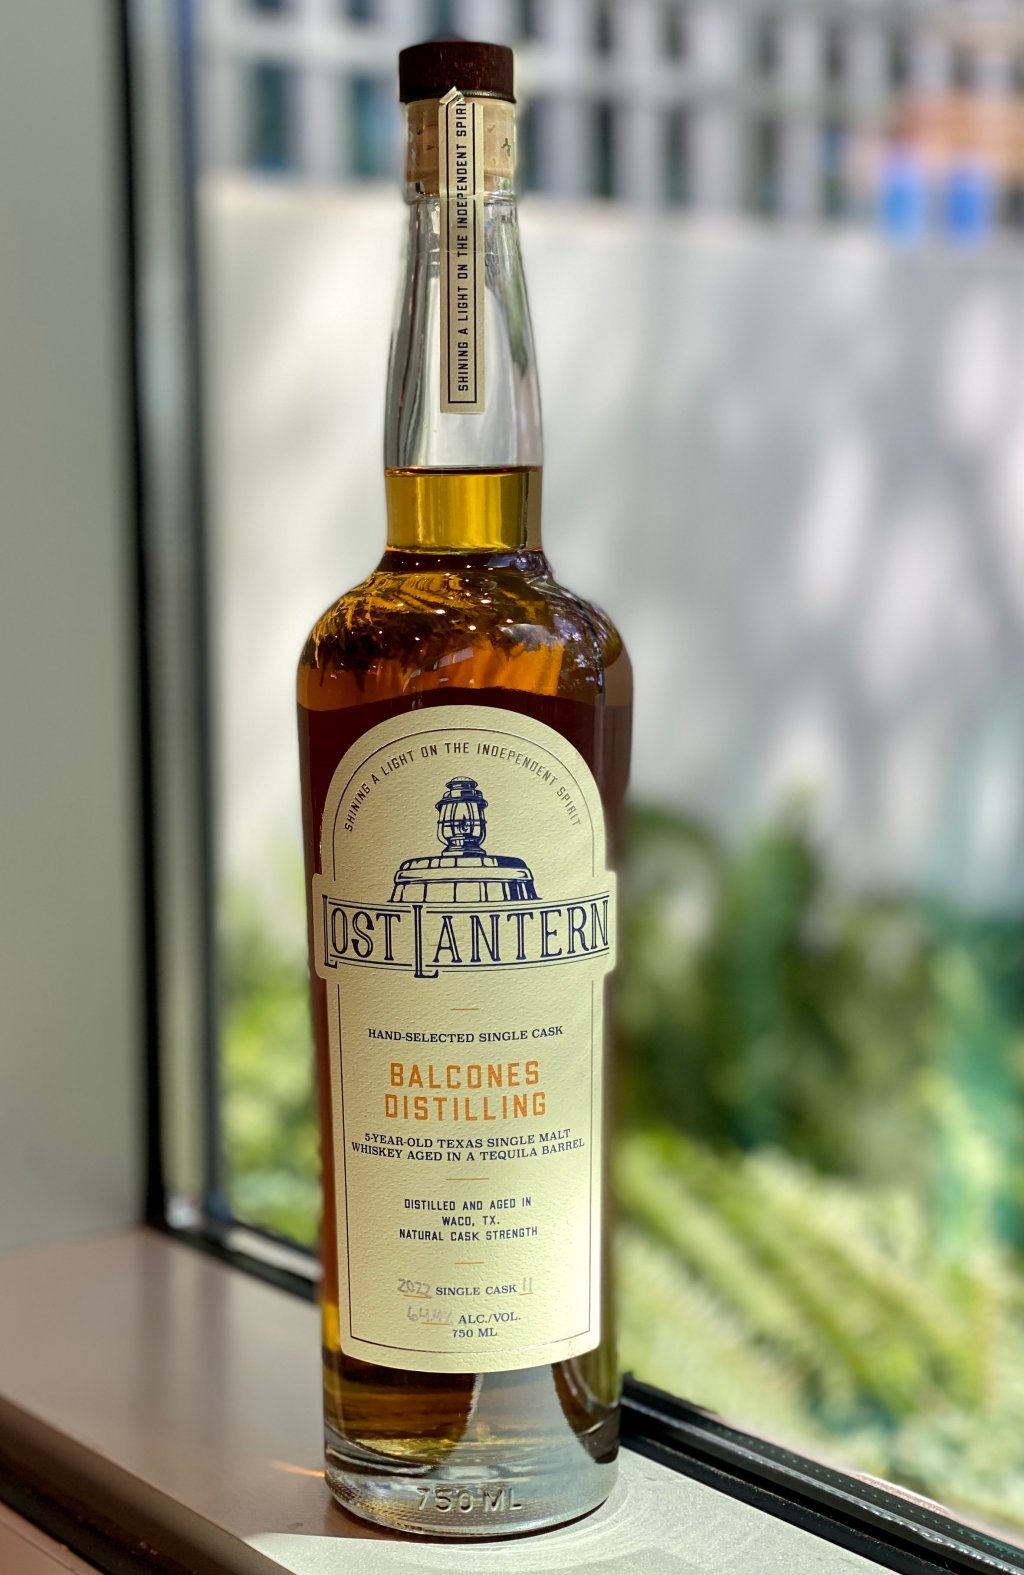 SHINING A LIGHT ON THE INDEPENDENT SPIRI
SHINING A LIGHT ON THE INDEPENDENT SPIRIT
LOST LANTERN
HAND-SELECTED SINGLE CASK
BALCONES
DISTILLING
5-YEAR-OLD TEXAS SINGLE MALT
WHISKEY AGED IN A TEQUILA BARREL
DISTILLED AND AGED IN
WACO, TX.
NATURAL CASK STRENGTH
2022 SINGLE CASK 11
64.4% ALC./VOL.
750 ML
750 ML